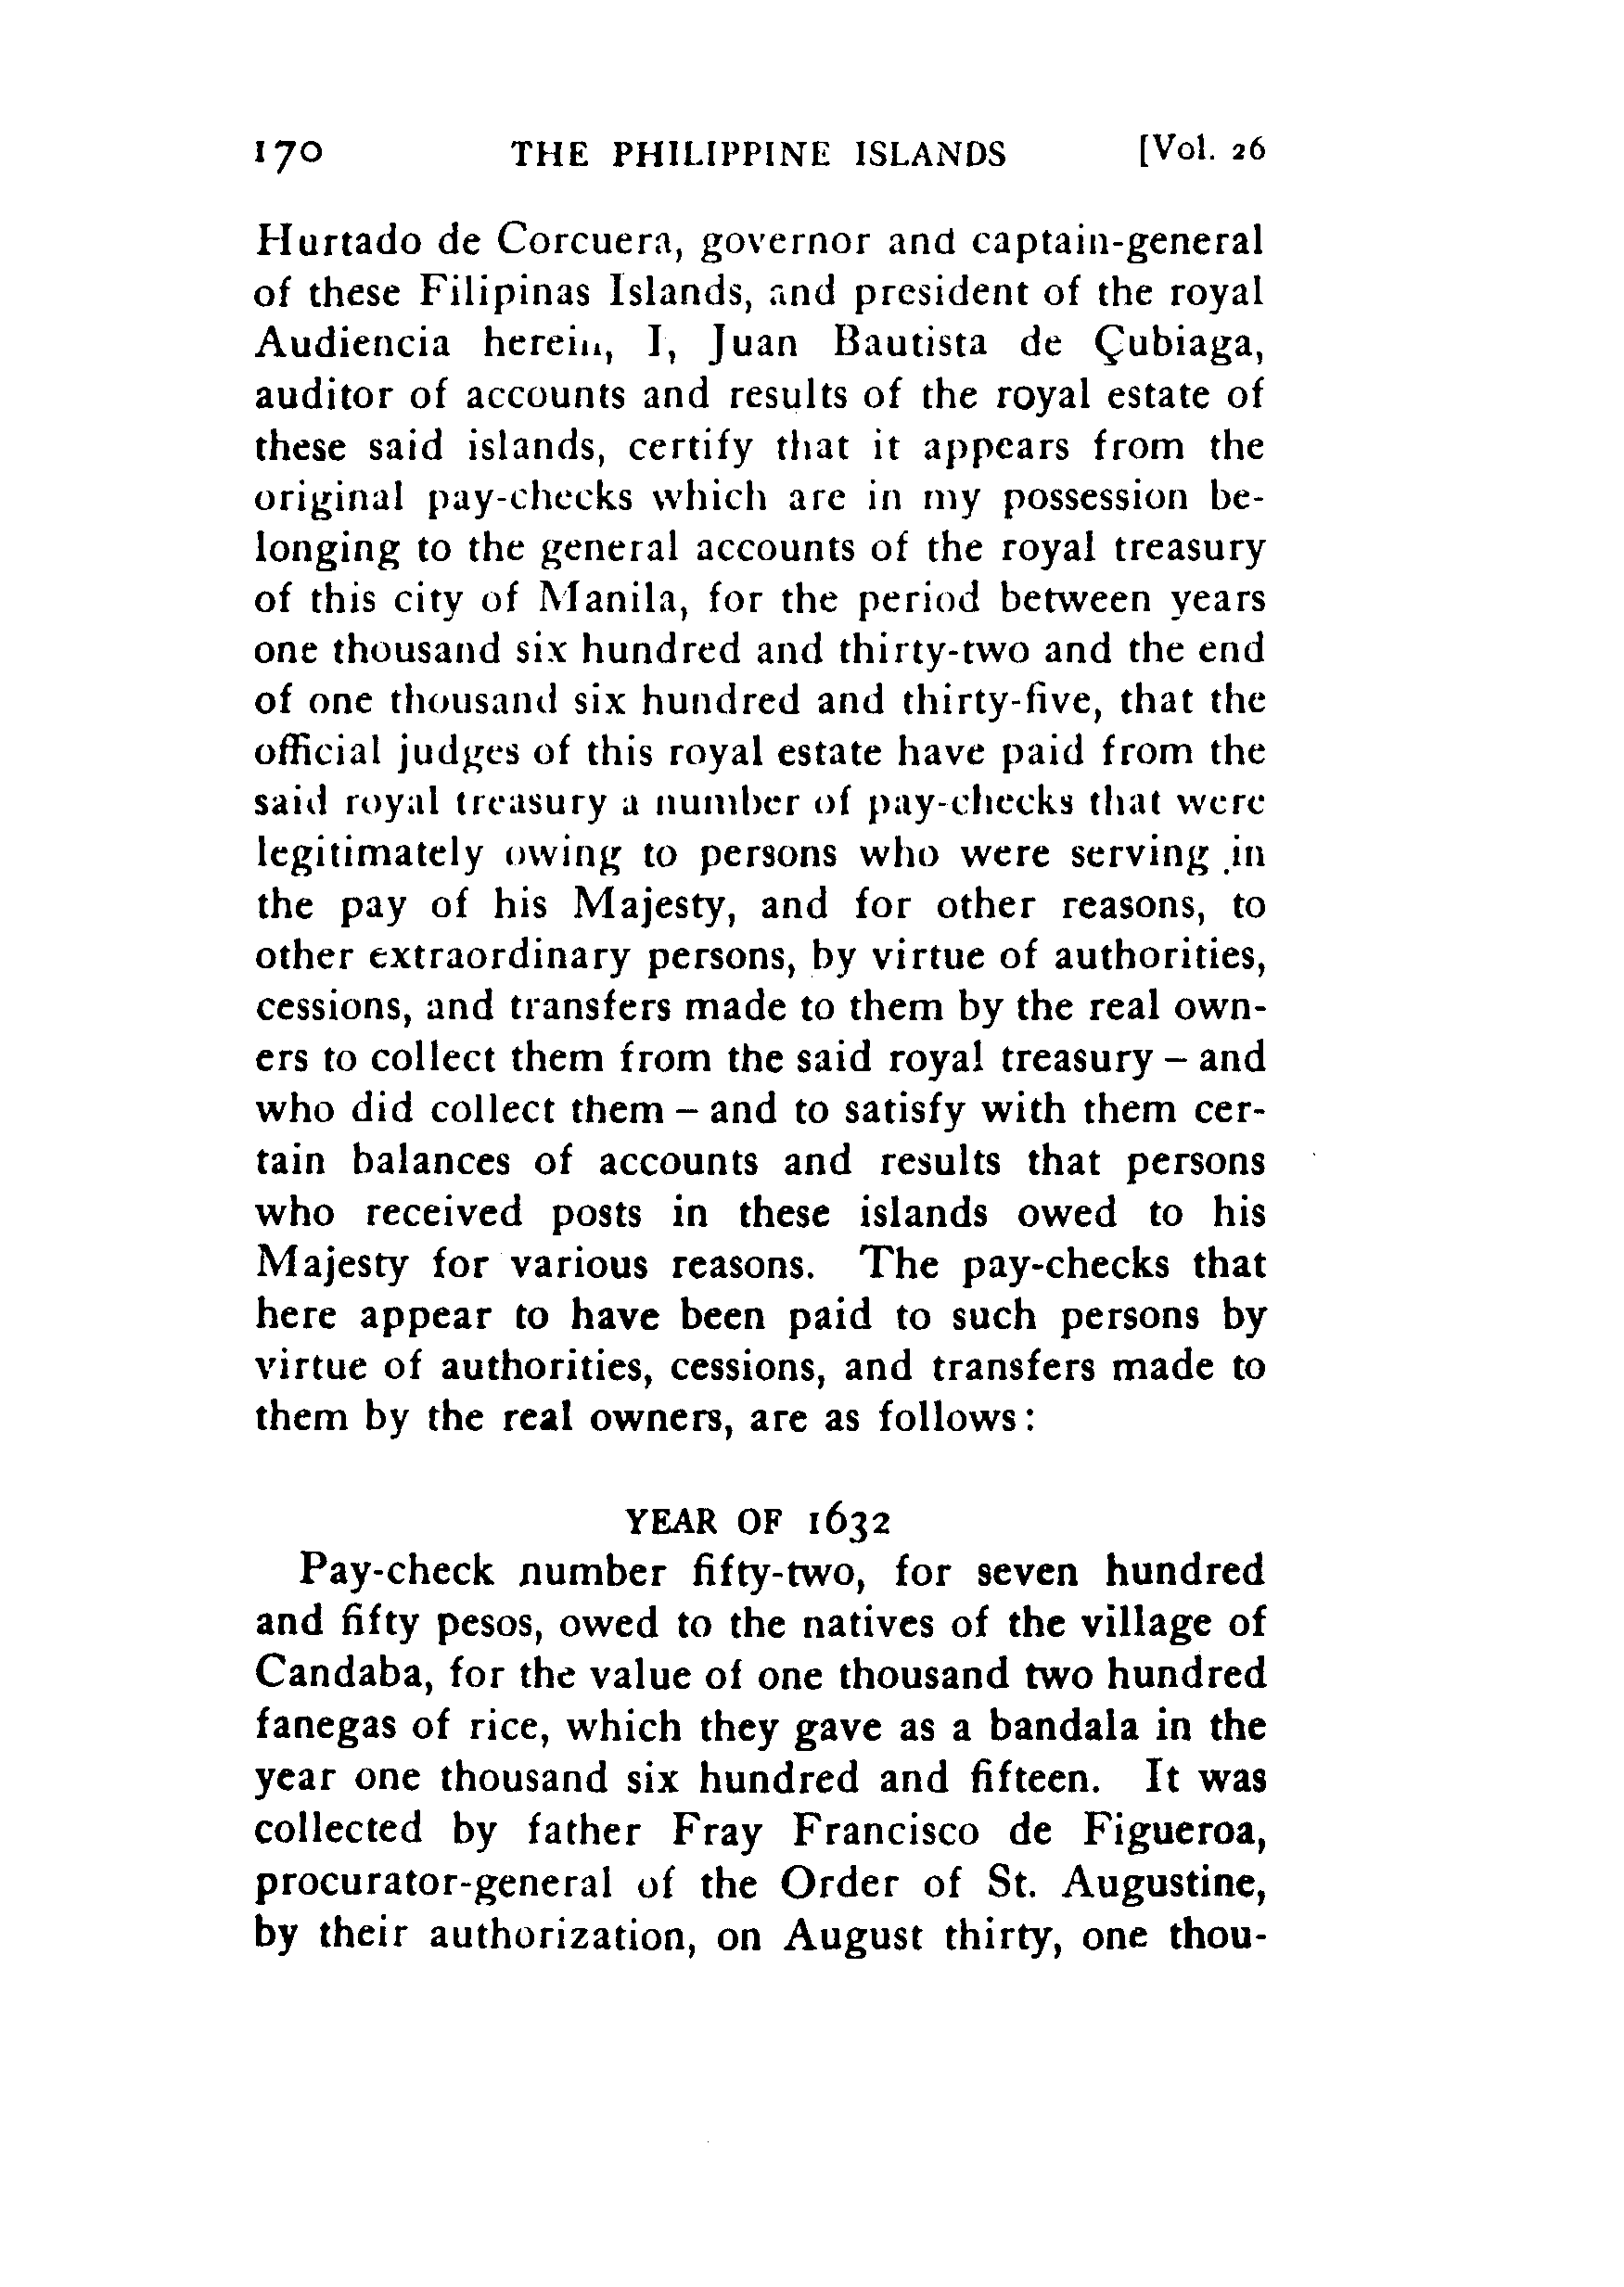 170 THE PHILIPPINE ISLANDS [Vol. 26
Hurtado de Corcuera, governor and captain-general
of these Filipinas Islands, and president of the royal
Audiencia herein, I, Juan Bautista de Çubiaga,
auditor of accounts and results of the royal estate of
these said islands, certify that it appears from the
original pay-checks which are in my possession be-
longing to the general accounts of the royal treasury
of this city of Manila, for the period between years
one thousand six hundred and thirty-two and the end
of one thousand six hundred and thirty-five, that the
official judges of this royal estate have paid from the
said royal treasury a number of pay-checks that were
legitimately owing to persons who were serving in
the pay of his Majesty, and for other reasons, to
other extraordinary persons, by virtue of authorities,
cessions, and transfers made to them by the real own-
ers to collect them from the said royal treasury – and
who did collect them – and to satisfy with them cer-
tain balances of accounts and results that persons
who received posts in these islands owed to his
Majesty for various reasons. The pay-checks that
here appear to have been paid to such persons by
virtue of authorities, cessions, and transfers made to
them by the real owners, are as follows:
YEAR OF 1632
Pay-check number fifty-two, for seven hundred
and fifty pesos, owed to the natives of the village of
Candaba, for the value of one thousand two hundred
fanegas of rice, which they gave as a bandala in the
year one thousand six hundred and fifteen. It was
collected by father Fray Francisco de Figueroa,
procurator-general of the Order of St. Augustine,
by their authorization, on August thirty, one thou-